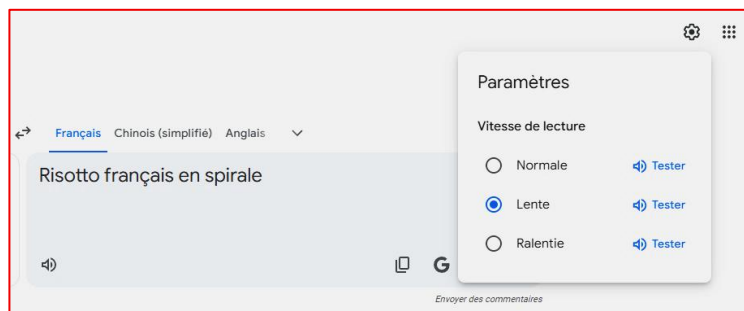 Paramètres
Français Chinois (simplifié) Anglais
Vitesse de lecture
Risotto français en spirale
Normale Tester
Lente Tester
Ralentie Tester
Envoyer des commentaires